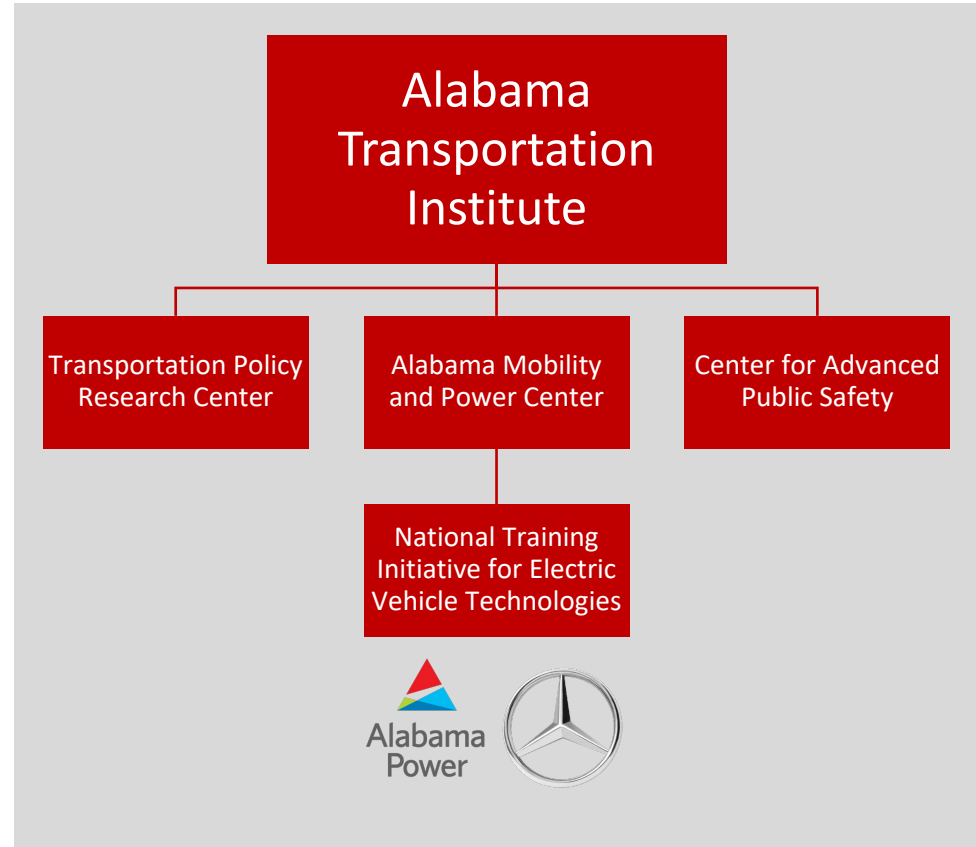 Alabama
Transportation
Institute
Transportation Policy
Research Center
Alabama Mobility
and Power Center
Center for Advanced
Public Safety
National Training
Initiative for Electric
Vehicle Technologies
Alabama
Power